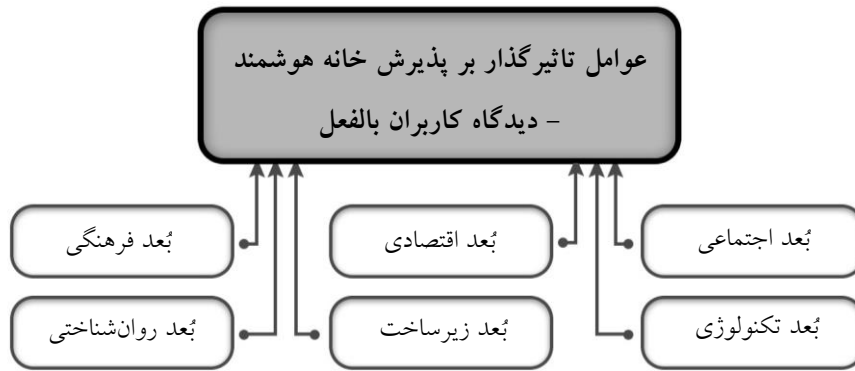 عوامل تاثیرگذار بر پذیرش خانه هوشمند
– دیدگاه کاربران بالفعل
بُعد اجتماعی
بُعد اقتصادی
بُعد فرهنگی
بُعد تکنولوژی
بُعد زیرساخت
بُعد روان‌شناختی